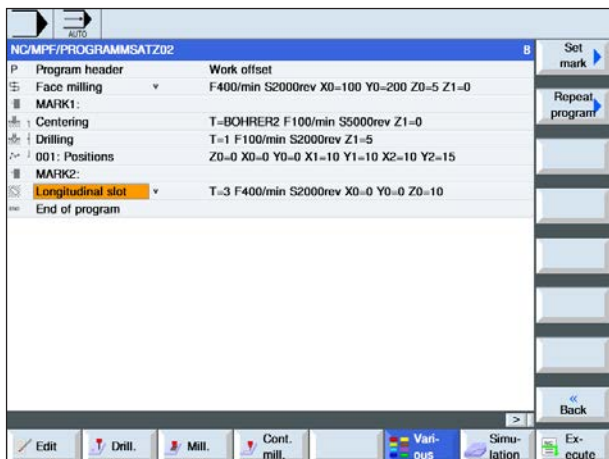 AUTO
NC/MPF/PROGRAMMSATZ02 8
P Program header Work offset
Face milling F400/min S2000rev X0=100 Y0=200 Z0=5 Z1=0
MARK1:
Centering T=BOHRER2 F100/min S5000rev Z1=0
Drilling T=1 F100/min S2000rev Z1=5
001: Positions Z0=0 X0=0 Y0=0 X1=10 Y1=10 X2=10 Y2=15
MARK2:
Longitudinal slot T=3 F400/min S2000rev X0=0 Y0=0 Z0=10
END End of program
Set
mark
Repeat
program
«
Back
>
Edit
Drill.
Mill.
Cont.
mill.
Vari-
ous
Simu-
lation
NC
Ex-
ecute